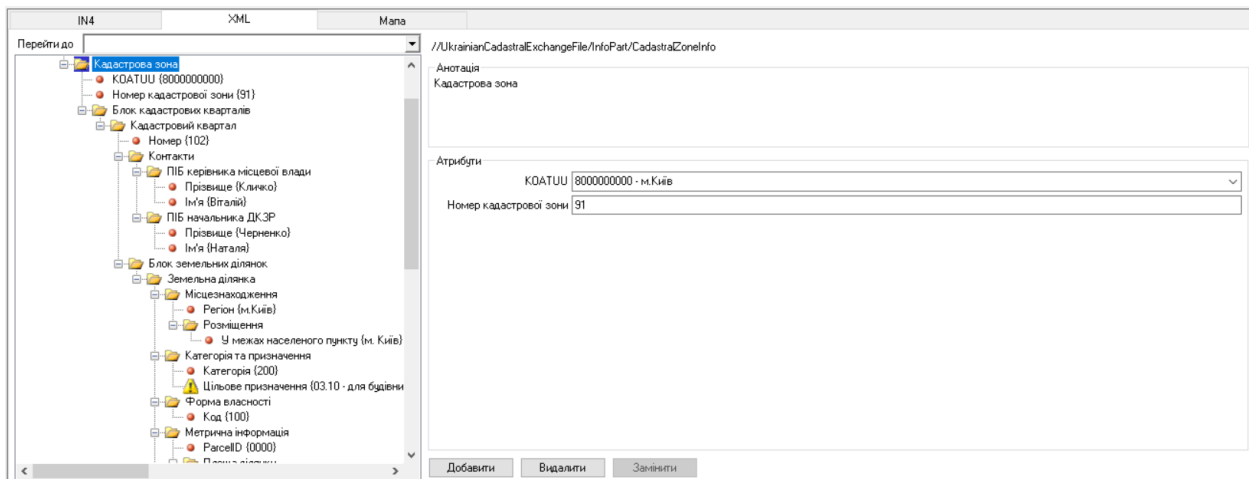 IN4
XML
Мапа
Перейти до
Кадастрова зона
KOATUU {8000000000}
Номер кадастрової зони {91}
Блок кадастрових кварталів
Кадастровий квартал
Номер {102}
Контакти
ПІБ керівника місцевої влади
Прізвище {Кличко}
Ім'я {Віталій}
ПІБ начальника ДКЗР
Прізвище {Черненко}
Ім'я {Наталя}
Блок земельних ділянок
Земельна ділянка
Місцезнаходження
Регіон {м.Київ}
Розміщення
У межах населеного пункту {м. Київ}
Категорія та призначення
Категорія {200}
Цільове призначення {03.10 - для будівни
Форма власності
Код {100}
Метрична інформація
ParcelID {0000}
Площа ділянки
//UkrainianCadastralExchangeFile/InfoPart/CadastralZoneInfo
Анотація
Кадастрова зона
Атрибути
KOATUU 8000000000 - м.Київ
Номер кадастрової зони 91
Добавити Видалити Замінити